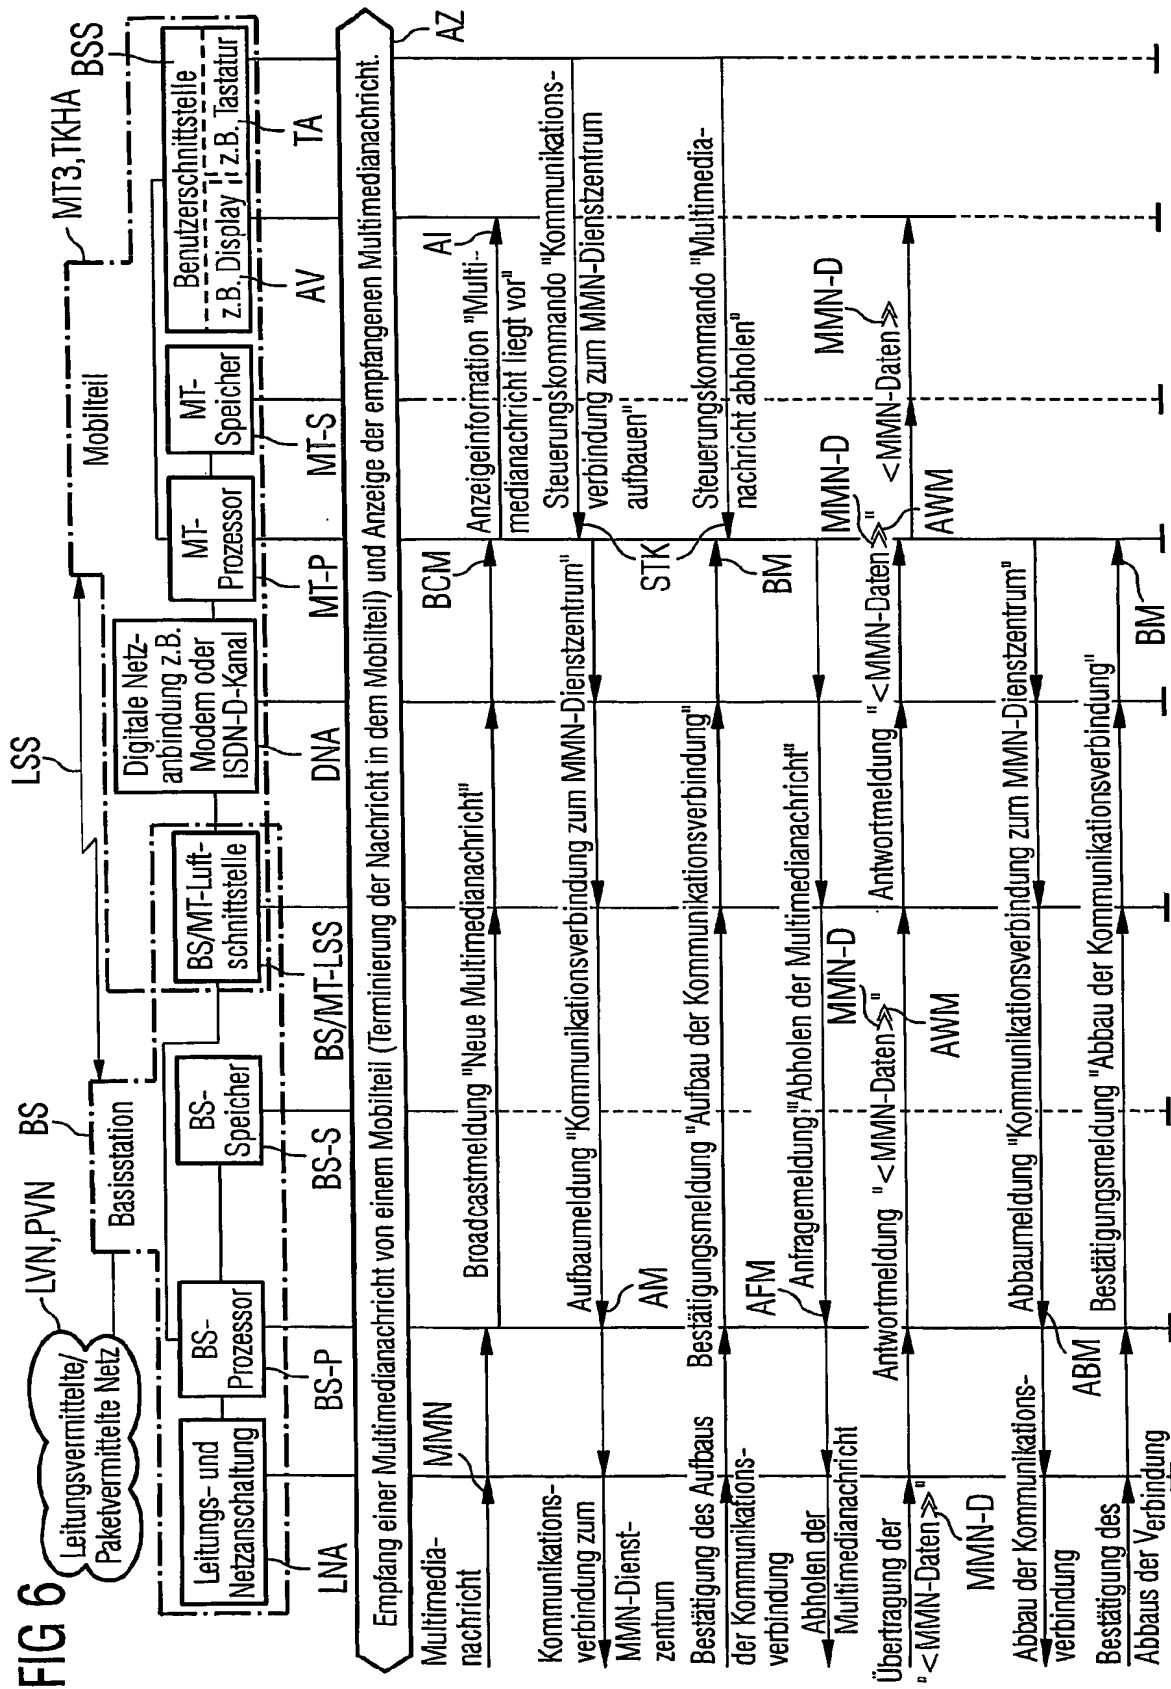 FIG 6
Leitungsvermittelte/
Paketvermittelte Netz
LVN,PVN
BS
Basisstation
LSS
Mobilteil
MT3,TKHA
BSS
Leitungs- und
Netzanschaltung
LNA
BS-
Prozessor
BS-P
BS-
Speicher
BS-S
BS/MT-Luft-
schnittstelle
BS/MT-LSS
Digitale Netz-
anbindung z.B.
Modem oder
ISDN-D-Kanal
DNA
MT-
Prozessor
MT-P
MT-
Speicher
MT-S
Benutzerschnittstelle
z.B. Display
z.B. Tastatur
AV
TA
Empfang einer Multimedianachricht von einem Mobilteil (Terminierung der Nachricht in dem Mobilteil) und Anzeige der empfangenen Multimedianachricht.
AZ
Multimedia-
nachricht
MMN
Broadcastmeldung "Neue Multimedianachricht"
BCM
Anzeigeinformation "Multi-
medianachricht liegt vor"
AI
Kommunikations-
verbindung zum
MMN-Dienst-
zentrum
Aufbaumeldung "Kommunikationsverbindung zum MMN-Dienstzentrum"
AM
Steuerungskommando "Kommunikations-
verbindung zum MMN-Dienstzentrum
aufbauen"
STK
Bestätigung des Aufbaus
der Kommunikations-
verbindung
Bestätigungsmeldung "Aufbau der Kommunikationsverbindung"
BM
Steuerungskommando "Multimedia-
nachricht abholen"
Abholen der
Multimedianachricht
AFM
Anfragemeldung "Abholen der Multimedianachricht"
Übertragung der
"<MMN-Daten>"
MMN-D
Antwortmeldung "<MMN-Daten>"
MMN-D
AWM
Antwortmeldung "<MMN-Daten>"
MMN-D
AWM
<MMN-Daten>
MMN-D
Abbau der Kommunikations-
verbindung
Abbaumeldung "Kommunikationsverbindung zum MMN-Dienstzentrum"
ABM
Bestätigung des
Abbaus der Verbindung
Bestätigungsmeldung "Abbau der Kommunikationsverbindung"
BM